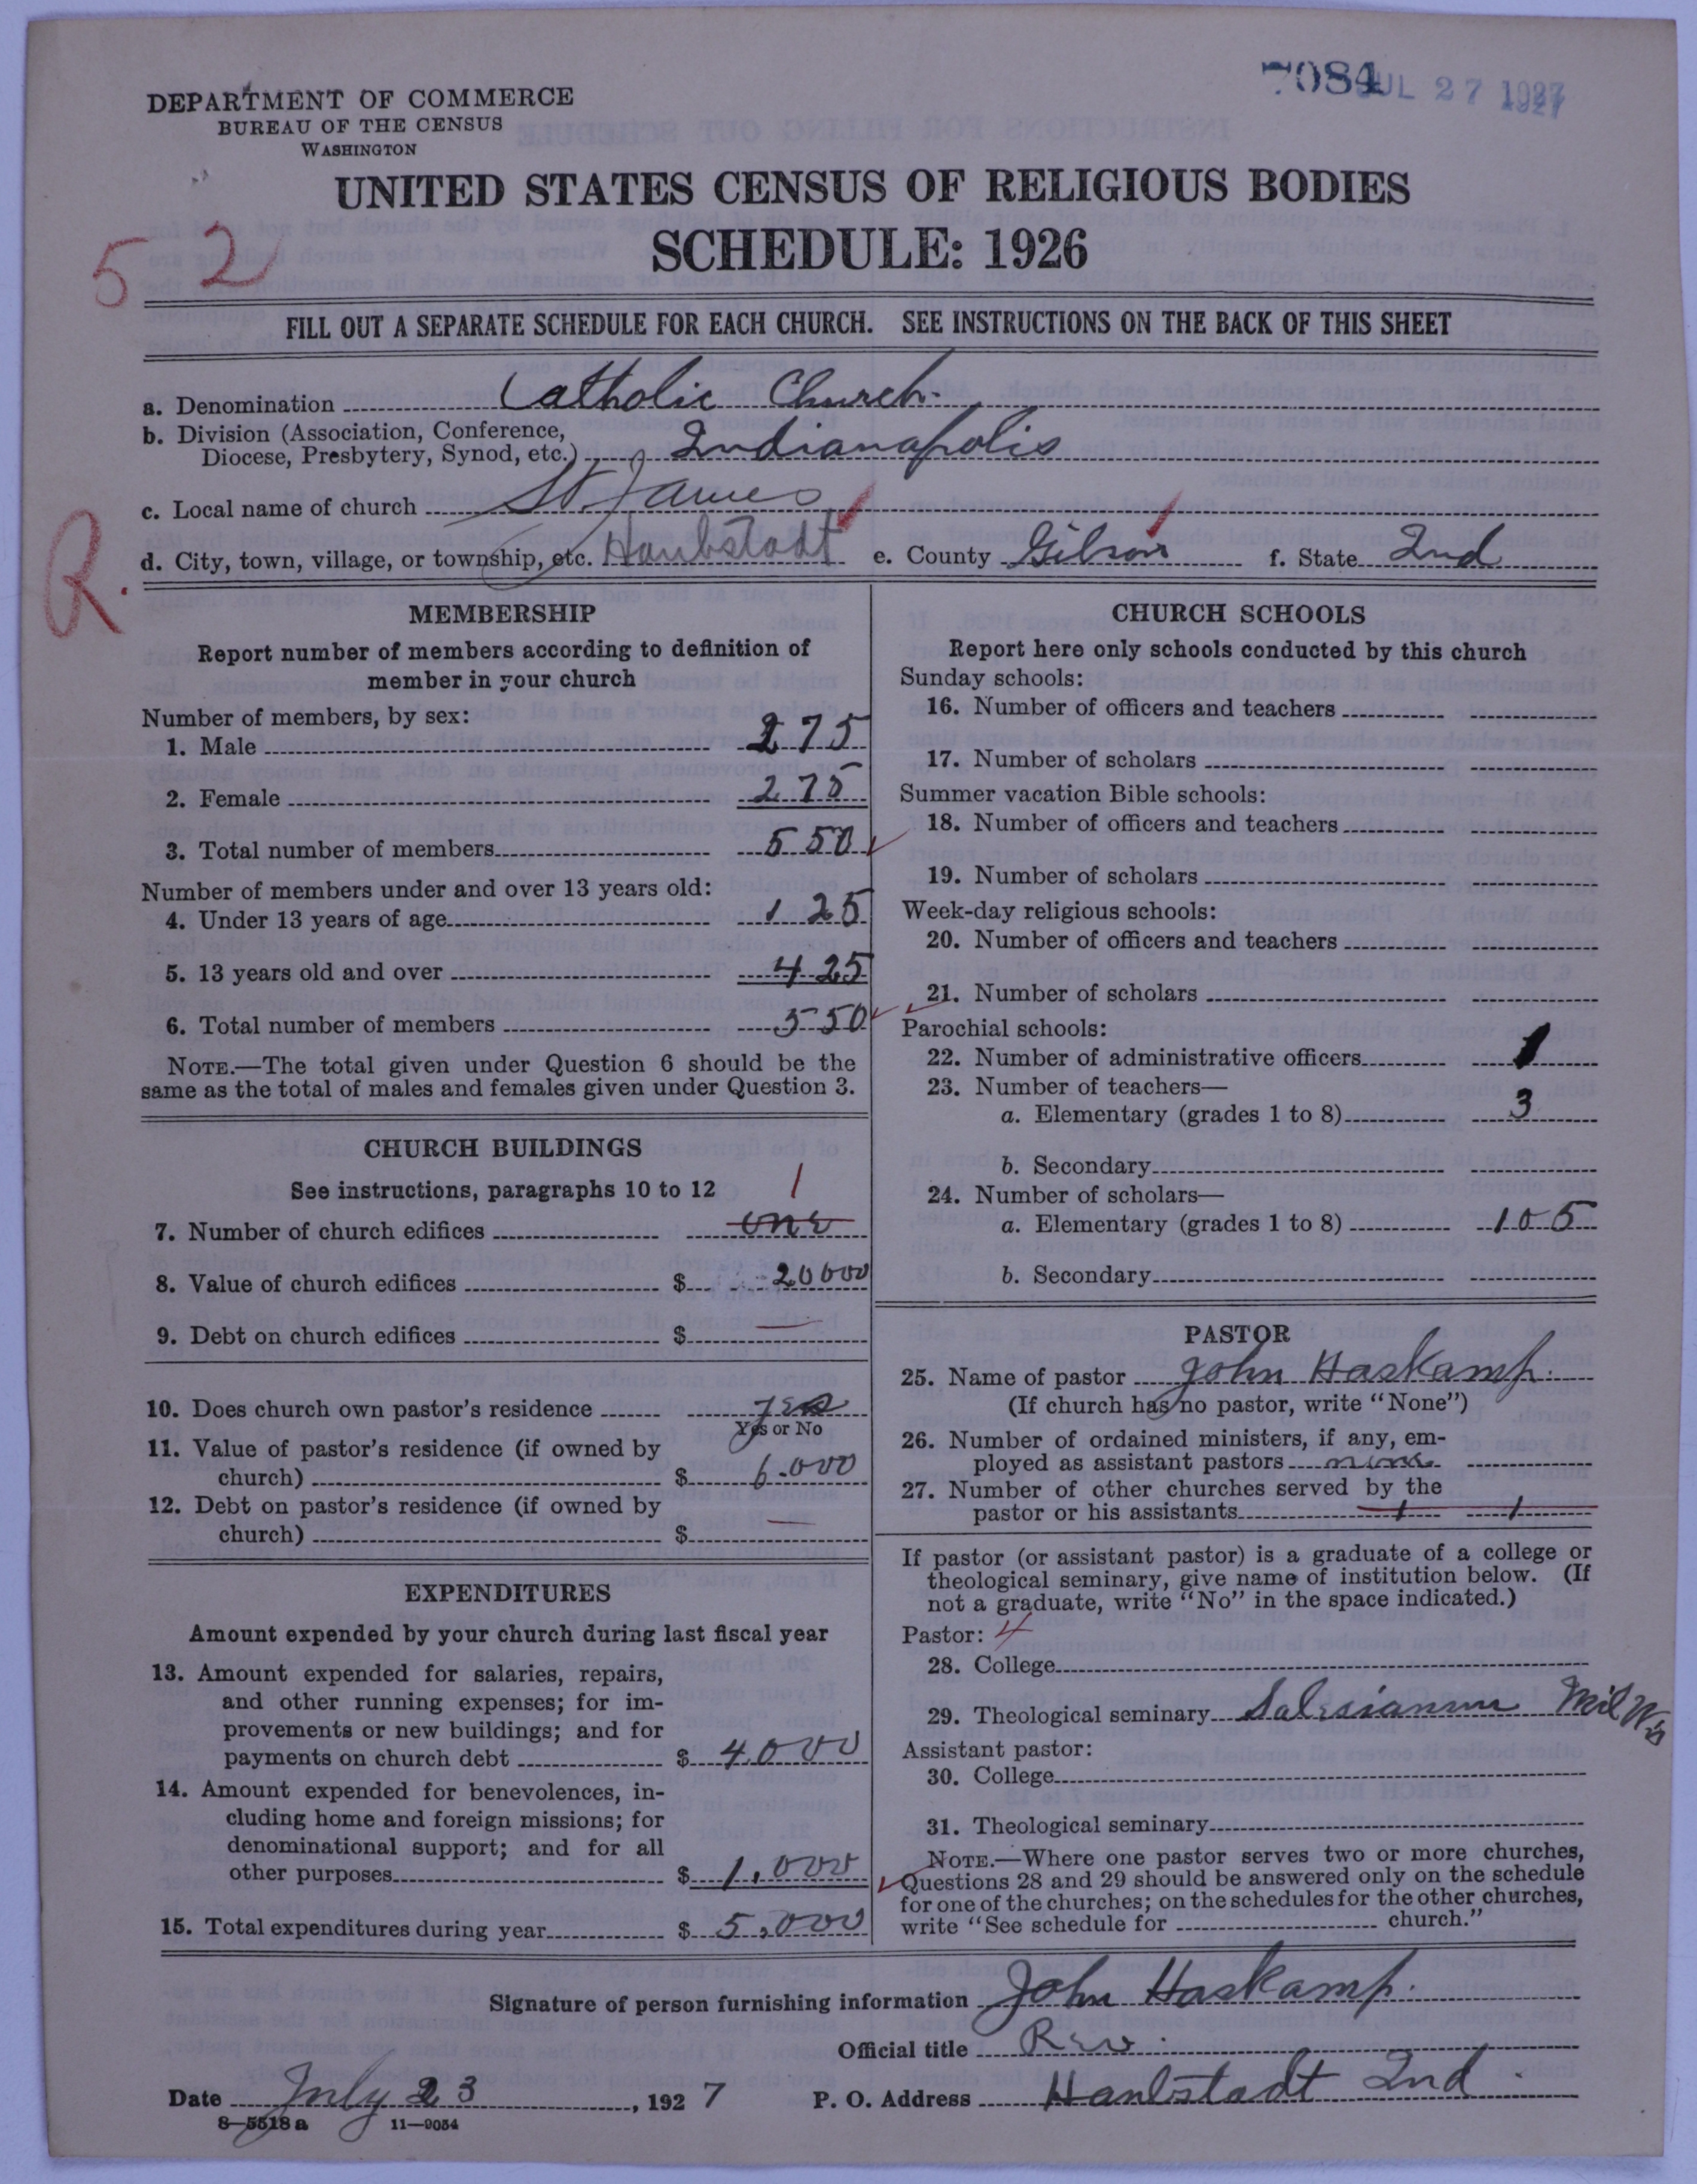 7084 JUL 27 1927
DEPARTMENT OF COMMERCE
BUREAU OF THE CENSUS
WASHINGTON
UNITED STATES CENSUS OF RELIGIOUS BODIES
SCHEDULE: 1926
52
FILL OUT A SEPARATE SCHEDULE FOR EACH CHURCH. SEE INSTRUCTIONS ON THE BACK OF THIS SHEET
a. Denomination Catholic Church.
b. Division (Association, Conference,
Diocese, Presbytery, Synod, etc.) Indianapolis
c. Local name of church St. James
R.
d. City, town, village, or township, etc. Haubstadt e. County Gibson f. State Ind
MEMBERSHIP
Report number of members according to definition of
member in your church
Number of members, by sex:
1. Male 275
2. Female 275
3. Total number of members 550
Number of members under and over 13 years old:
4. Under 13 years of age 125
5. 13 years old and over 425
6. Total number of members 550
NOTE.—The total given under Question 6 should be the
same as the total of males and females given under Question 3.
CHURCH BUILDINGS
See instructions, paragraphs 10 to 12
1
7. Number of church edifices one
8. Value of church edifices $ 20000
9. Debt on church edifices $ —
10. Does church own pastor's residence yes
Yes or No
11. Value of pastor's residence (if owned by
church) $ 6.000
12. Debt on pastor's residence (if owned by
church) $ —
EXPENDITURES
Amount expended by your church during last fiscal year
13. Amount expended for salaries, repairs,
and other running expenses; for im-
provements or new buildings; and for
payments on church debt $ 4.000
14. Amount expended for benevolences, in-
cluding home and foreign missions; for
denominational support; and for all
other purposes $ 1,000
15. Total expenditures during year $ 5,000
CHURCH SCHOOLS
Report here only schools conducted by this church
Sunday schools:
16. Number of officers and teachers
17. Number of scholars
Summer vacation Bible schools:
18. Number of officers and teachers
19. Number of scholars
Week-day religious schools:
20. Number of officers and teachers
21. Number of scholars
Parochial schools:
22. Number of administrative officers 1
23. Number of teachers—
a. Elementary (grades 1 to 8) 3
b. Secondary
24. Number of scholars—
a. Elementary (grades 1 to 8) 105
b. Secondary
PASTOR
25. Name of pastor John Haskamp.
(If church has no pastor, write "None")
26. Number of ordained ministers, if any, em-
ployed as assistant pastors none
27. Number of other churches served by the
pastor or his assistants 1 1
If pastor (or assistant pastor) is a graduate of a college or
theological seminary, give name of institution below. (If
not a graduate, write "No" in the space indicated.)
Pastor: 4
28. College
29. Theological seminary Salesianum Mil Wis
Assistant pastor:
30. College
31. Theological seminary
NOTE.—Where one pastor serves two or more churches,
Questions 28 and 29 should be answered only on the schedule
for one of the churches; on the schedules for the other churches,
write "See schedule for church."
Signature of person furnishing information John Haskamp.
Official title Rev.
Date July 23, 1927 P. O. Address Haubstadt Ind.
8—5518 a 11—9054